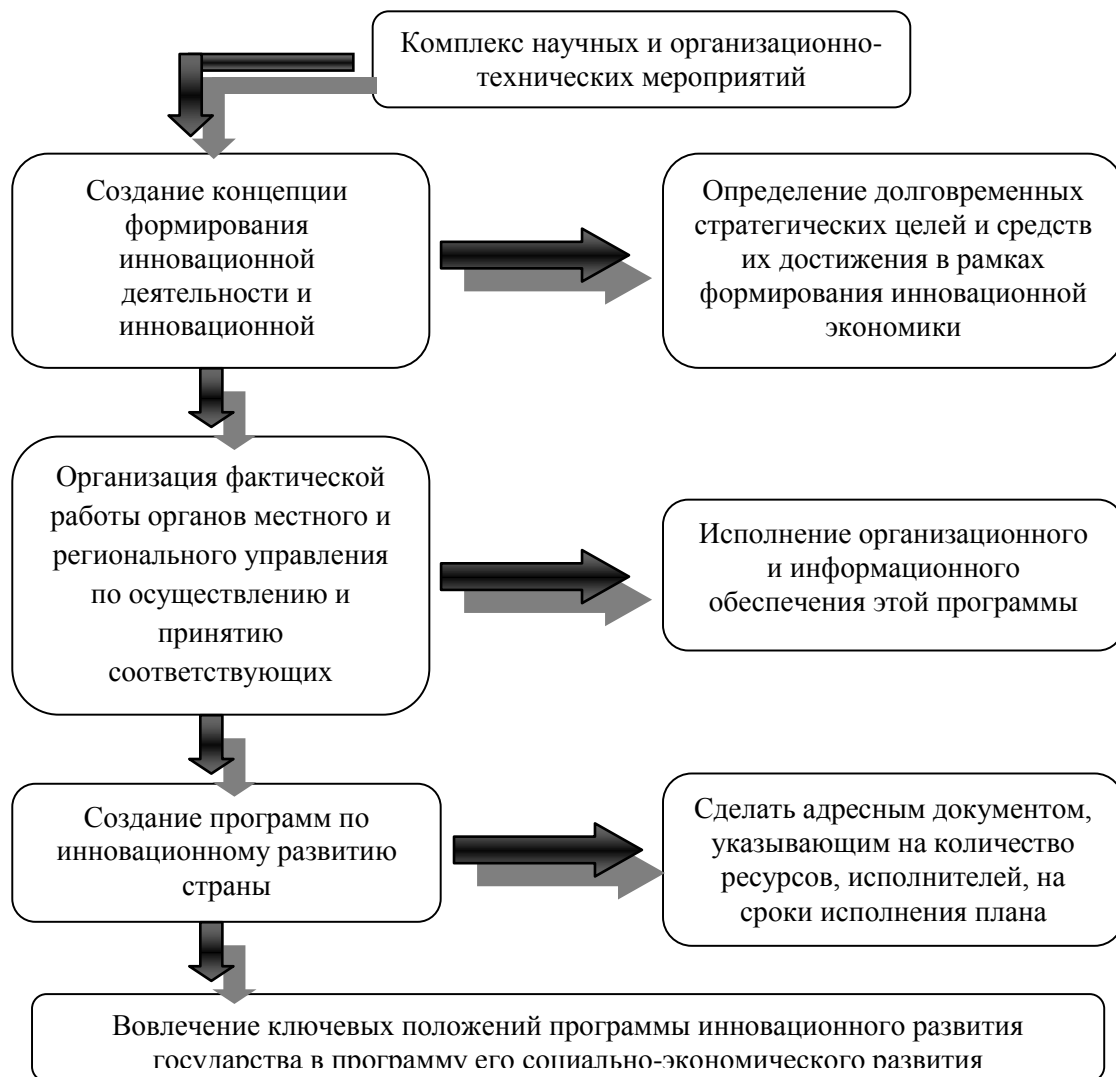 Комплекс научных и организационно-
технических мероприятий
Создание концепции
формирования
инновационной
деятельности и
инновационной
Определение долговременных
стратегических целей и средств
их достижения в рамках
формирования инновационной
экономики
Организация фактической
работы органов местного и
регионального управления
по осуществлению и
принятию
соответствующих
Исполнение организационного
и информационного
обеспечения этой программы
Создание программ по
инновационному развитию
страны
Сделать адресным документом,
указывающим на количество
ресурсов, исполнителей, на
сроки исполнения плана
Вовлечение ключевых положений программы инновационного развития
государства в программу его социально-экономического развития